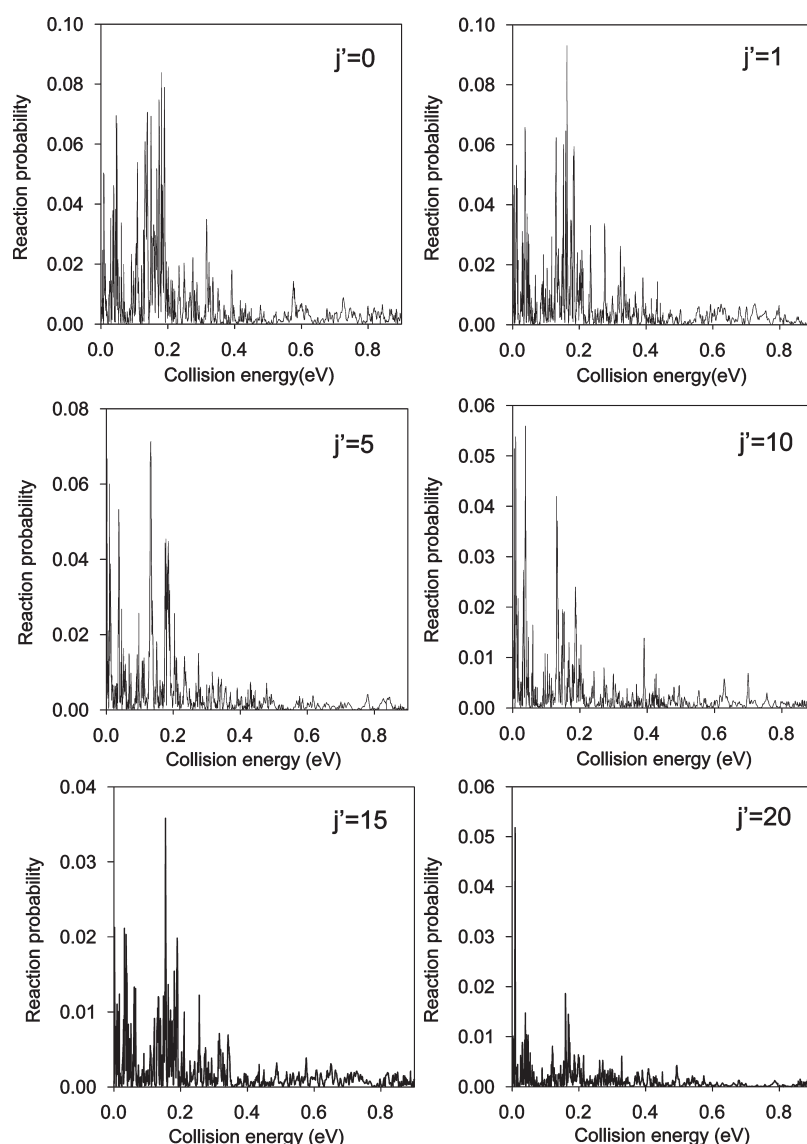 0.10
0.08
0.06
0.04
0.02
0.00
Reaction probability
j'=0
0.0 0.2 0.4 0.6 0.8
Collision energy(eV)
0.10
0.08
0.06
0.04
0.02
0.00
Reaction probability
j'=1
0.0 0.2 0.4 0.6 0.8
Collision energy(eV)
0.08
0.06
0.04
0.02
0.00
Reaction probability
j'=5
0.0 0.2 0.4 0.6 0.8
Collision energy (eV)
0.06
0.05
0.04
0.03
0.02
0.01
0.00
Reaction probability
j'=10
0.0 0.2 0.4 0.6 0.8
Collision energy (eV)
0.04
0.03
0.02
0.01
0.00
Reaction probability
j'=15
0.0 0.2 0.4 0.6 0.8
Collision energy (eV)
0.06
0.05
0.04
0.03
0.02
0.01
0.00
Reaction probability
j'=20
0.0 0.2 0.4 0.6 0.8
Collision energy (eV)